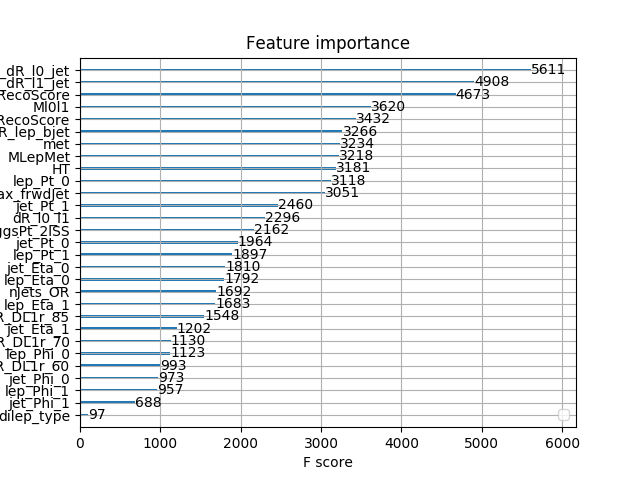 Feature importance
_dR_l0_jet 5611
_dR_l1_jet 4908
RecoScore 4673
Ml0l1 3620
RecoScore 3432
R_lep_bjet 3266
met 3234
MLepMet 3218
HT 3181
lep_Pt_0 3118
ax_frwdjet 3051
jet_Pt_1 2460
dR_l0_l1 2296
ggsPt_2lSS 2162
jet_Pt_0 1964
lep_Pt_1 1897
jet_Eta_0 1810
lep_Eta_0 1792
nJets_OR 1692
lep_Eta_1 1683
R_DL1r_85 1548
jet_Eta_1 1202
R_DL1r_70 1130
lep_Phi_0 1123
R_DL1r_60 993
jet_Phi_0 973
lep_Phi_1 957
jet_Phi_1 688
dilep_type 97
0 1000 2000 3000 4000 5000 6000
F score